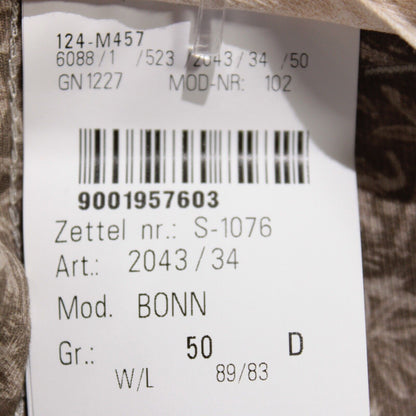 124-M457
6088/1 /523 /2043/34 /50
GN1227 MOD-NR: 102
9001957603
Zettel nr.: S-1076
Art.: 2043/34
Mod. BONN
Gr.: 50 D
W/L 89/83